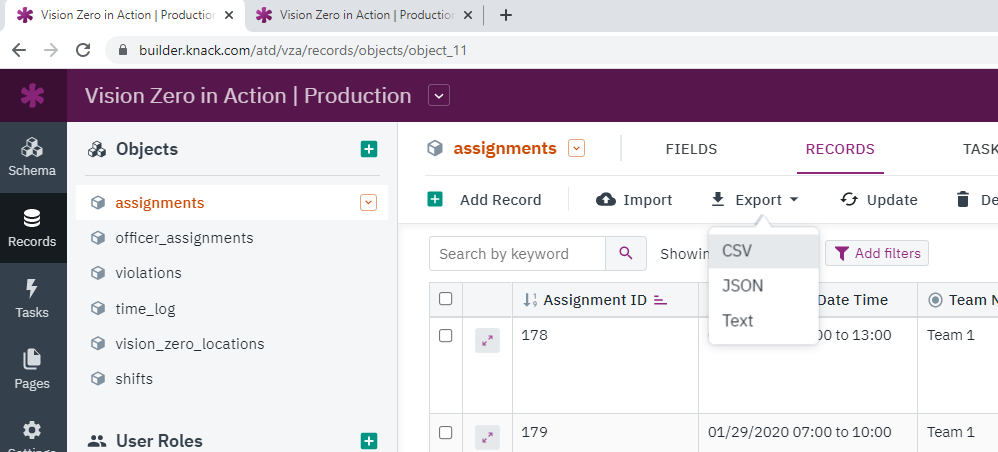 Vision Zero in Action | Production
Vision Zero in Action | Production
builder.knack.com/atd/vza/records/objects/object_11
Vision Zero in Action | Production
Schema
Records
Tasks
Pages
Settings
Objects
assignments
officer_assignments
violations
time_log
vision_zero_locations
shifts
User Roles
assignments FIELDS RECORDS TASK
Add Record Import Export Update De
Search by keyword Showin Add filters
CSV
JSON
Text
Assignment ID Date Time Team N
178 00 to 13:00 Team 1
179 01/29/2020 07:00 to 10:00 Team 1